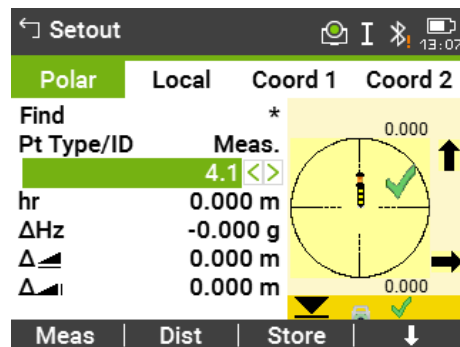 Setout 13:07
Polar Local Coord 1 Coord 2
Find *
Pt Type/ID Meas.
4.1
hr 0.000 m
ΔHz -0.000 g
Δ 0.000 m
Δ 0.000 m
0.000
0.000
Meas Dist Store